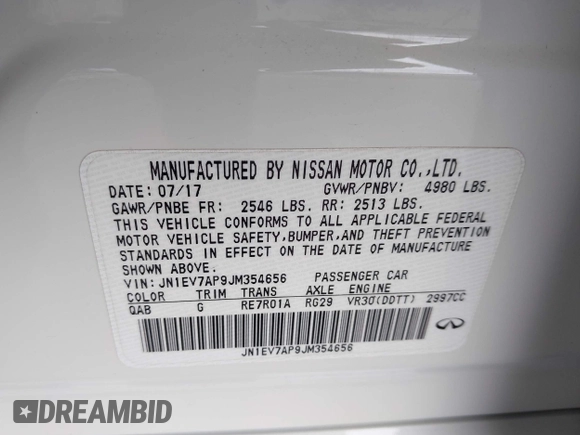 MANUFACTURED BY NISSAN MOTOR CO.,LTD.
DATE: 07/17 GVWR/PNBV: 4980 LBS.
GAWR/PNBE FR: 2546 LBS. RR: 2513 LBS.
THIS VEHICLE CONFORMS TO ALL APPLICABLE FEDERAL
MOTOR VEHICLE SAFETY,BUMPER,AND THEFT PREVENTION
STANDARDS IN EFFECT ON THE DATE OF MANUFACTURE
SHOWN ABOVE.
VIN: JN1EV7AP9JM354656 PASSENGER CAR
COLOR TRIM TRANS AXLE ENGINE
QAB G RE7R01A RG29 VR30(DDTT) 2997CC
JN1EV7AP9JM354656
DREAMBID